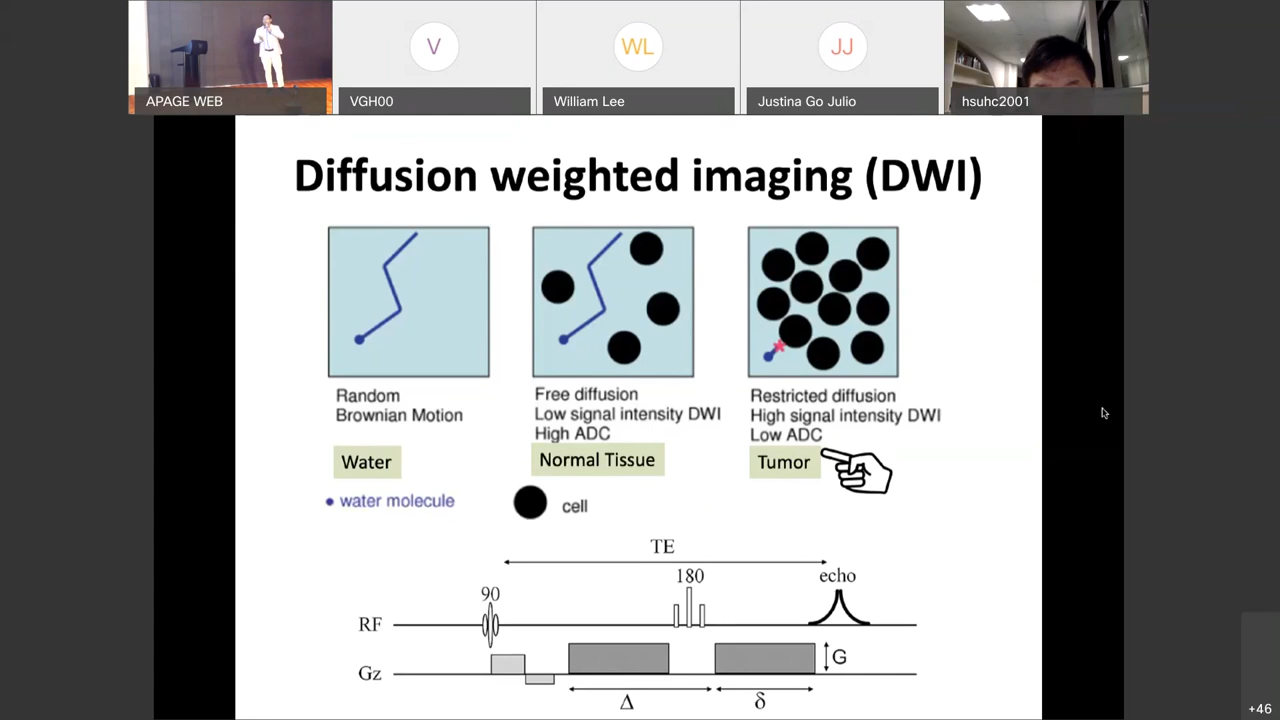 V
WL
JJ
APAGE WEB
VGH00
William Lee
Justina Go Julio
hsuhc2001
Diffusion weighted imaging (DWI)
Random
Brownian Motion
Water
Free diffusion
Low signal intensity DWI
High ADC
Normal Tissue
Restricted diffusion
High signal intensity DWI
Low ADC
Tumor
water molecule
cell
TE
90
180
echo
RF
Gz
G
Δ
δ
+46